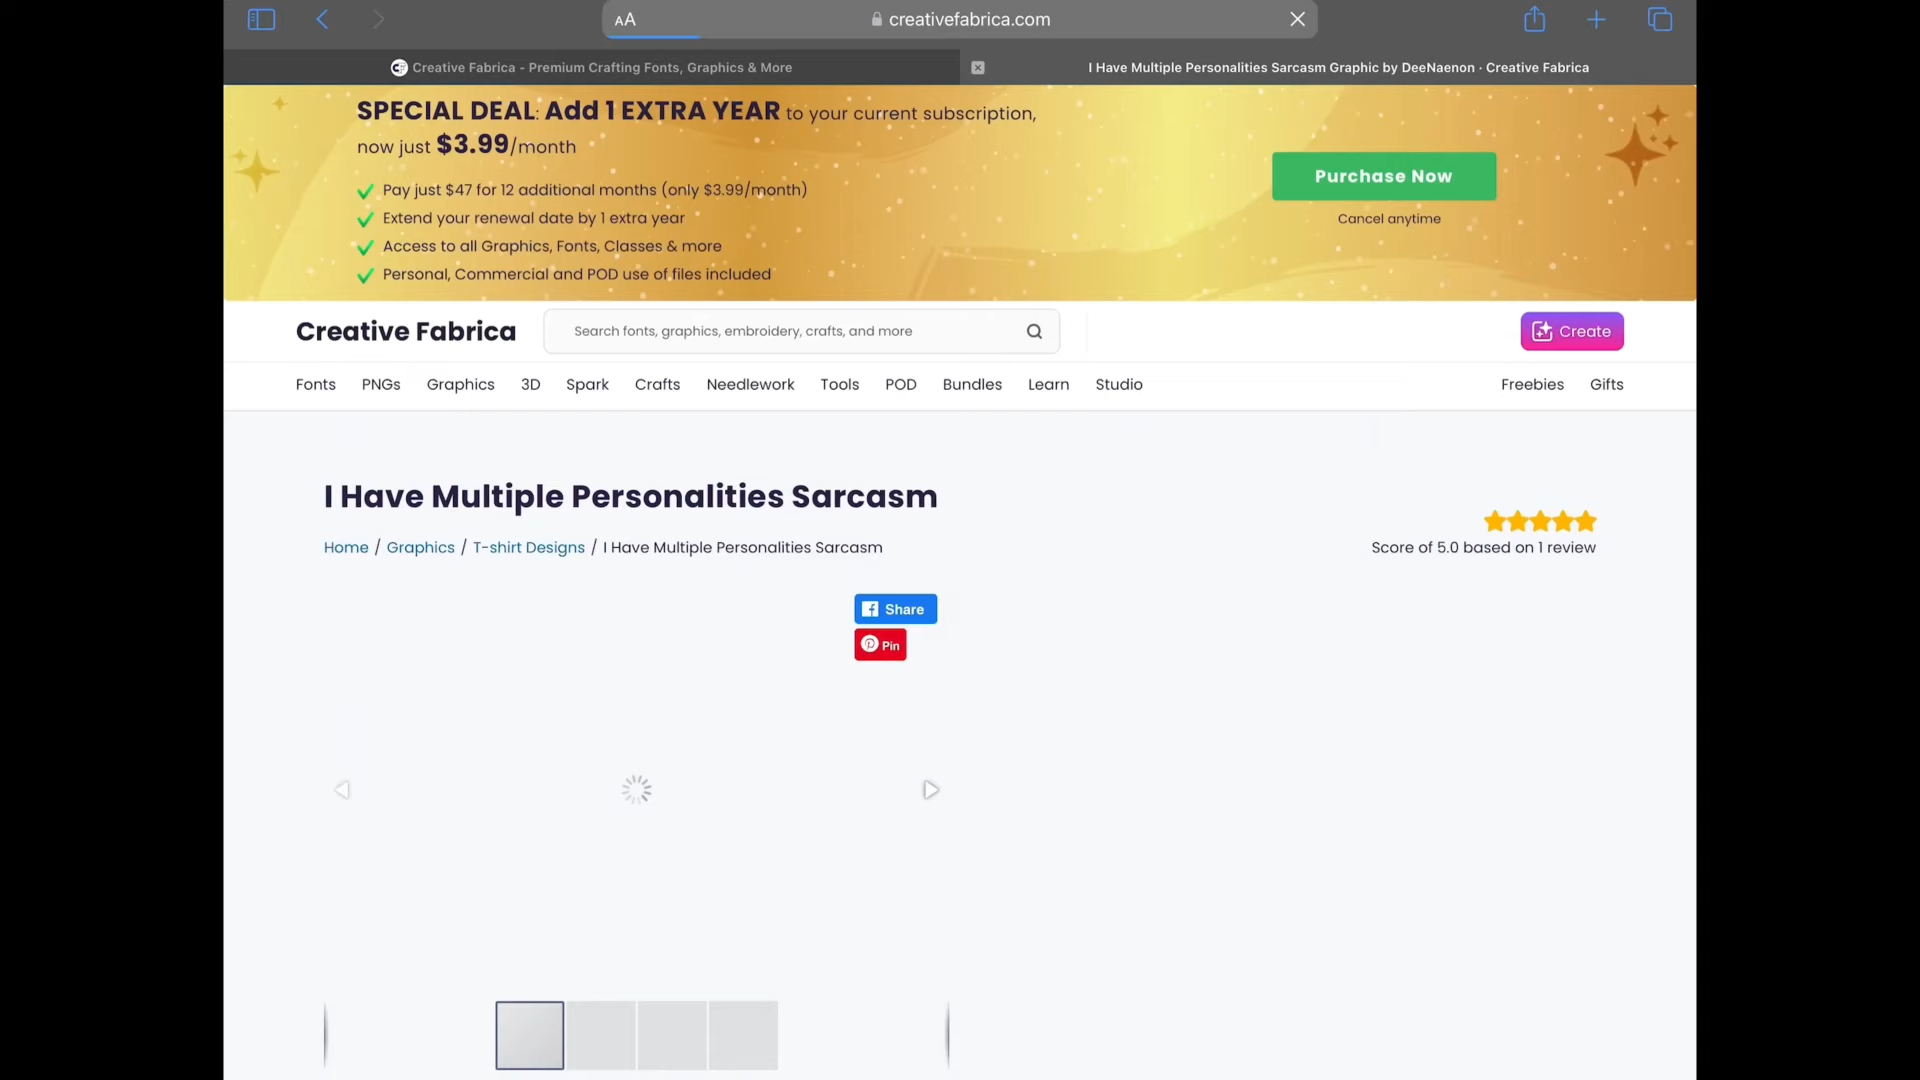 AA
creativefabrica.com
Creative Fabrica - Premium Crafting Fonts, Graphics & More
I Have Multiple Personalities Sarcasm Graphic by DeeNaenon · Creative Fabrica
SPECIAL DEAL: Add 1 EXTRA YEAR to your current subscription,
now just $3.99/month
Pay just $47 for 12 additional months (only $3.99/month)
Extend your renewal date by 1 extra year
Access to all Graphics, Fonts, Classes & more
Personal, Commercial and POD use of files included
Purchase Now
Cancel anytime
Creative Fabrica
Search fonts, graphics, embroidery, crafts, and more
Create
Fonts PNGs Graphics 3D Spark Crafts Needlework Tools POD Bundles Learn Studio Freebies Gifts
I Have Multiple Personalities Sarcasm
Home / Graphics / T-shirt Designs / I Have Multiple Personalities Sarcasm
Score of 5.0 based on 1 review
Share
Pin